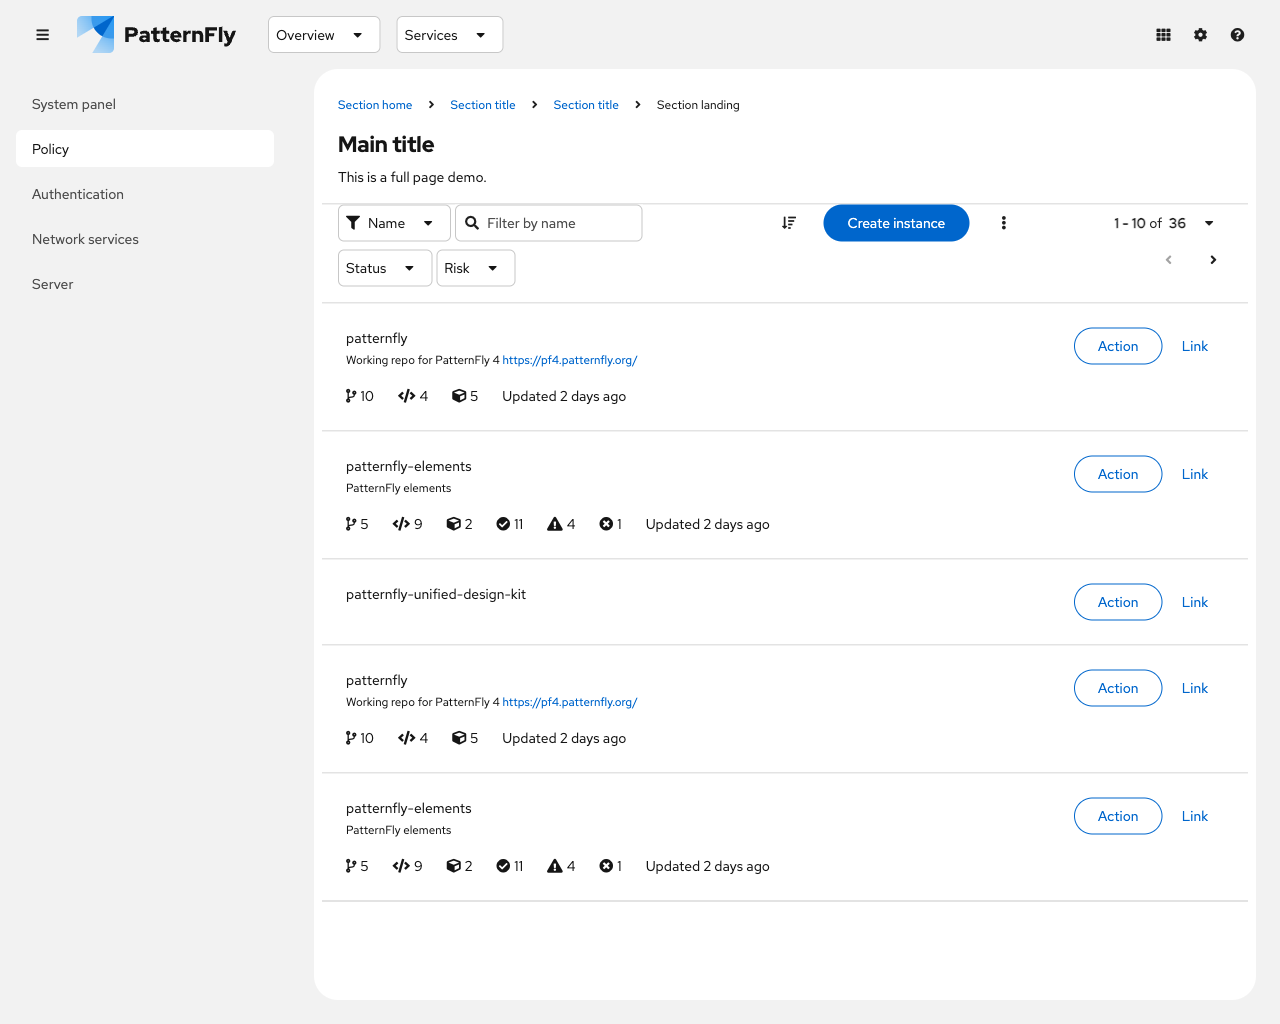 PatternFly
Overview
Services
System panel
Policy
Authentication
Network services
Server
Section home
Section title
Section title
Section landing
Main title
This is a full page demo.
Name
Filter by name
Create instance
1 - 10 of 36
Status
Risk
patternfly
Working repo for PatternFly 4 https://pf4.patternfly.org/
10 4 5 Updated 2 days ago
Action
Link
patternfly-elements
PatternFly elements
5 9 2 11 4 1 Updated 2 days ago
Action
Link
patternfly-unified-design-kit
Action
Link
patternfly
Working repo for PatternFly 4 https://pf4.patternfly.org/
10 4 5 Updated 2 days ago
Action
Link
patternfly-elements
PatternFly elements
5 9 2 11 4 1 Updated 2 days ago
Action
Link